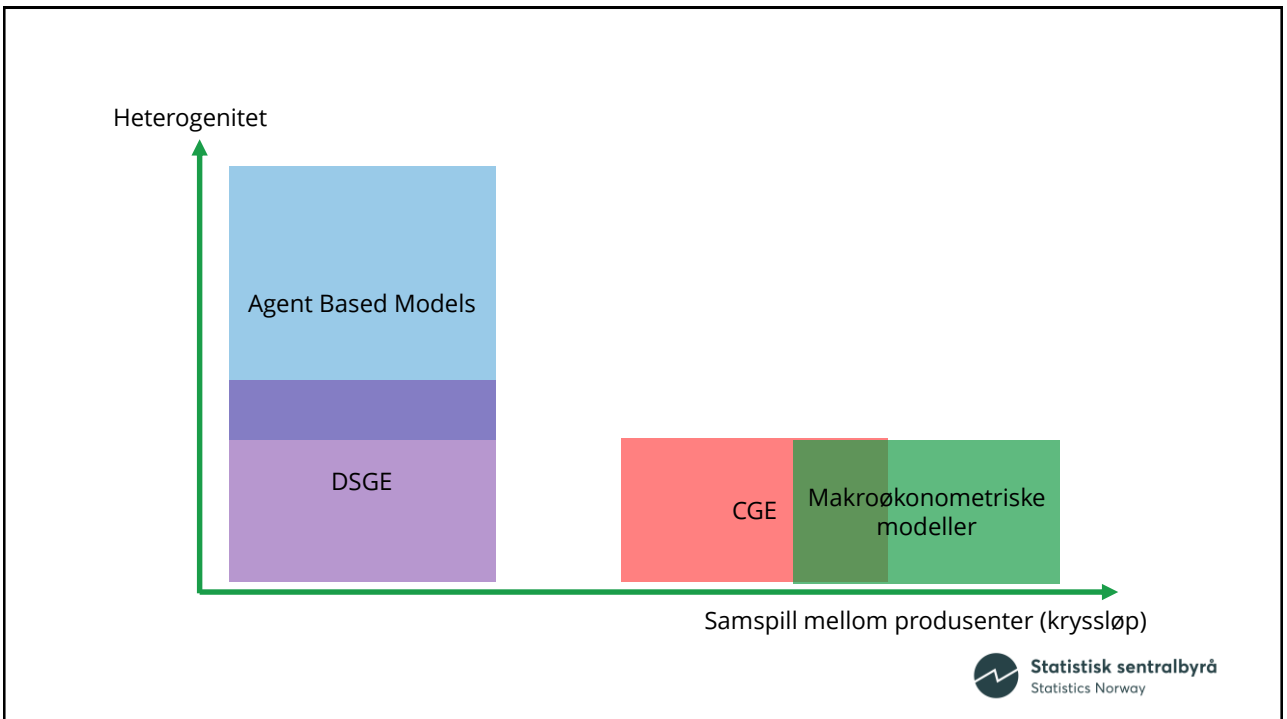 Heterogenitet
Agent Based Models
DSGE
CGE
Makroøkonometriske
modeller
Samspill mellom produsenter (kryssløp)
Statistisk sentralbyrå
Statistics Norway